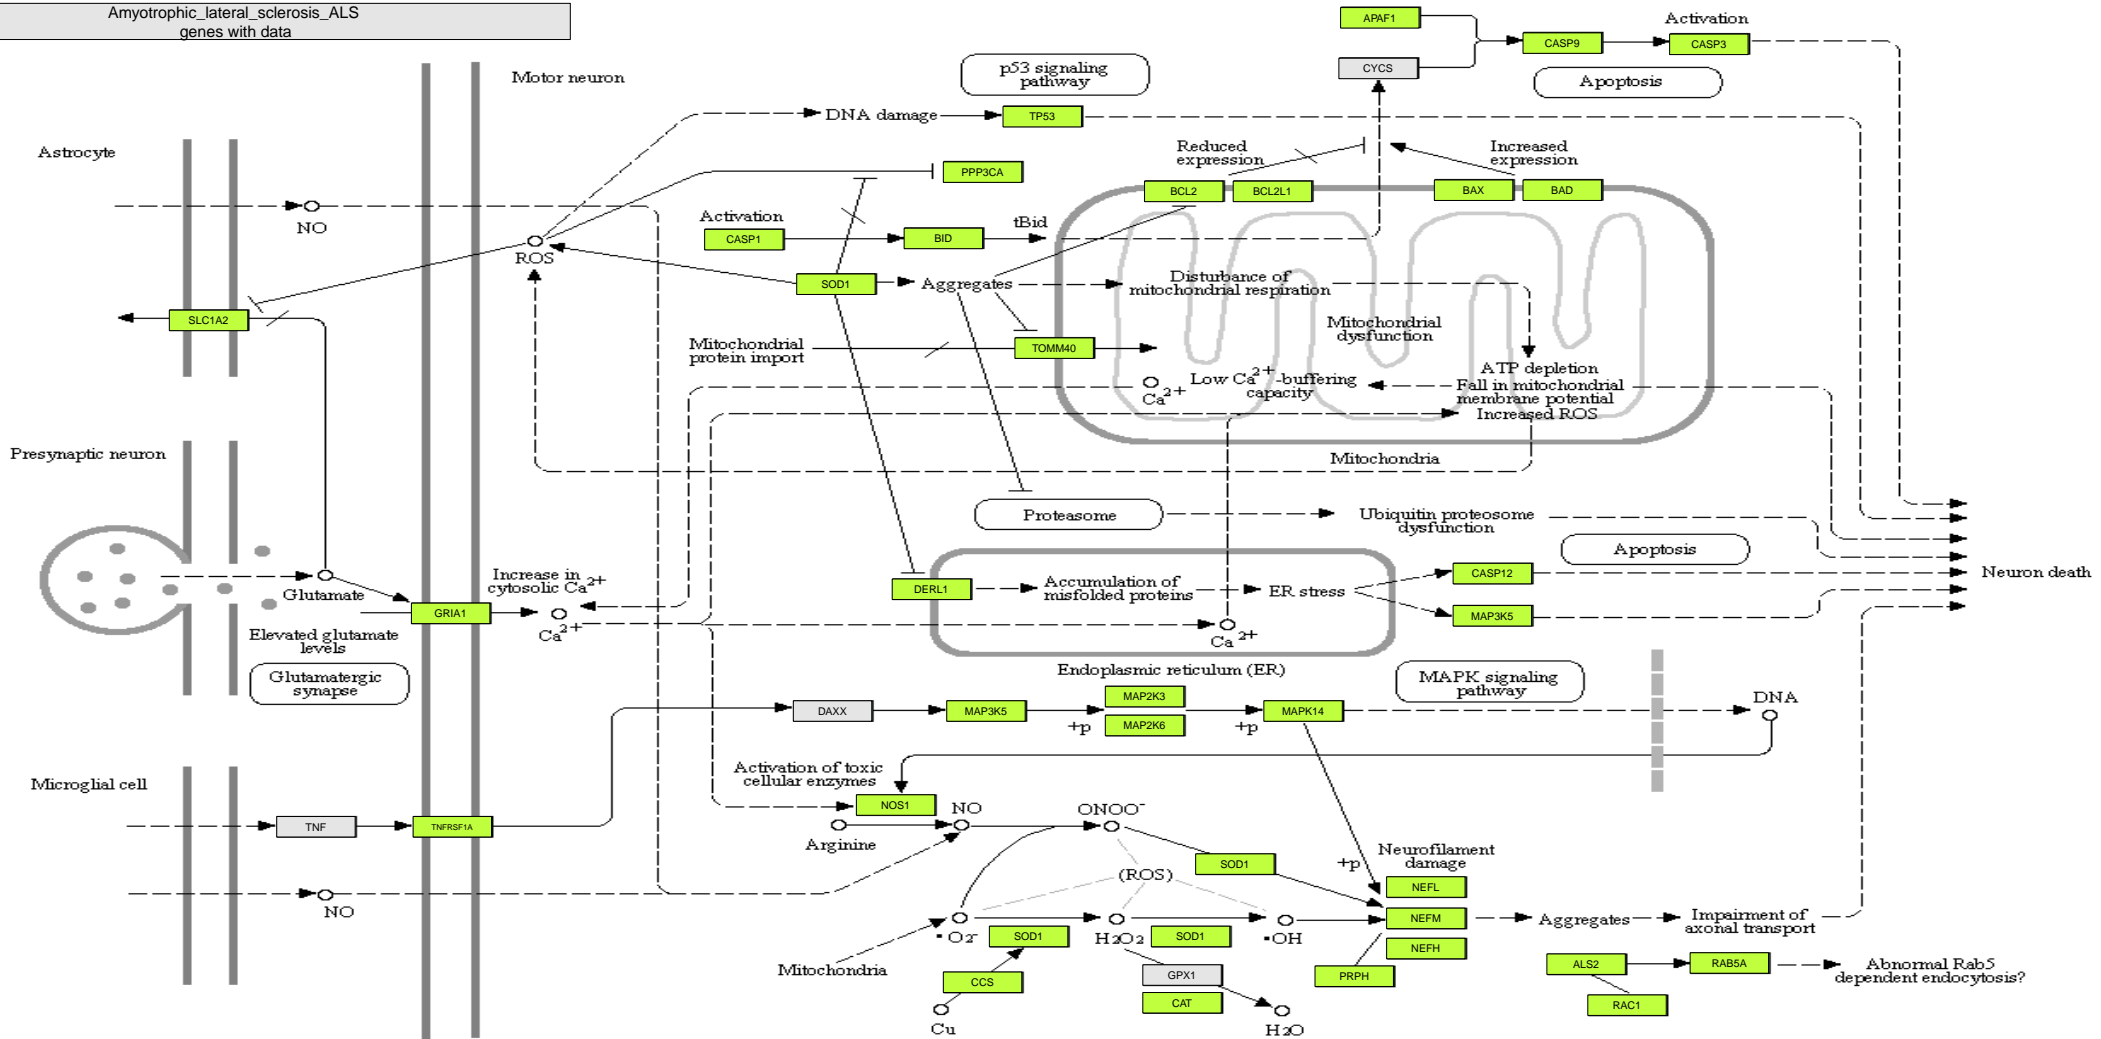 Amyotrophic_lateral_sclerosis_ALS
genes with data
Motor neuron
p53 signaling
pathway
APAF1
CYCS
CASP9
Activation
CASP3
Apoptosis
DNA damage
TP53
Astrocyte
Reduced
expression
Increased
expression
PPP3CA
BCL2
BCL2L1
BAX
BAD
NO
Activation
CASP1
BID
tBid
ROS
SOD1
Aggregates
Disturbance of
mitochondrial respiration
SLC1A2
Mitochondrial
protein import
TOMM40
Mitochondrial
dysfunction
Ca2+
Low Ca2+-buffering
capacity
ATP depletion
Fall in mitochondrial
membrane potential
Increased ROS
Presynaptic neuron
Mitochondria
Proteasome
Ubiquitin proteosome
dysfunction
Apoptosis
Glutamate
Increase in
cytosolic Ca2+
GRIA1
Ca2+
DERL1
Accumulation of
misfolded proteins
ER stress
CASP12
MAP3K5
Neuron death
Elevated glutamate
levels
Ca2+
Glutamatergic
synapse
Endoplasmic reticulum (ER)
MAPK signaling
pathway
DAXX
MAP3K5
+p
MAP2K3
MAP2K6
+p
MAPK14
DNA
Microglial cell
Activation of toxic
cellular enzymes
NOS1
NO
ONOO-
TNF
TNFRSF1A
Arginine
SOD1
+p
Neurofilament
damage
(ROS)
NEFL
NO
NEFM
Aggregates
Impairment of
axonal transport
•O2-
SOD1
H2O2
SOD1
•OH
NEFH
Mitochondria
CCS
GPX1
CAT
PRPH
ALS2
RAB5A
Abnormal Rab5
dependent endocytosis?
RAC1
Cu
H2O